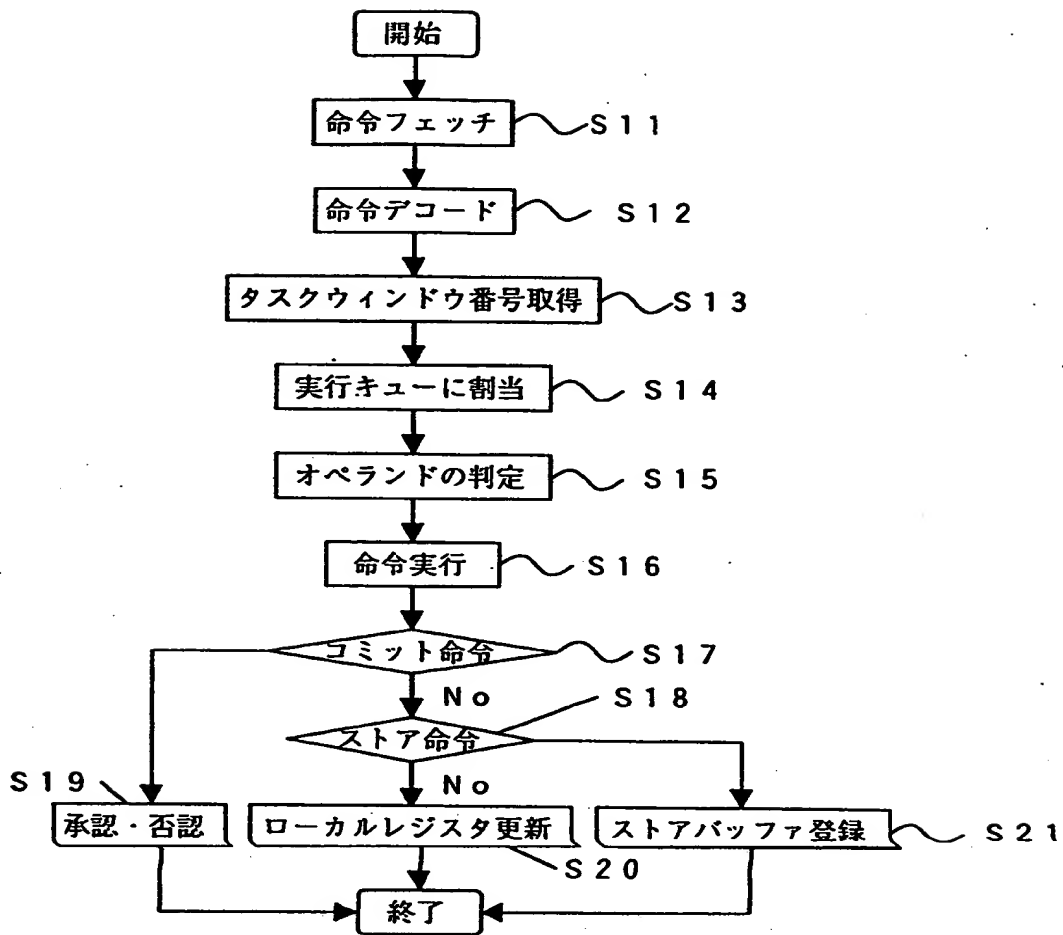 開始
命令フェッチ S11
命令デコード S12
タスクウィンドウ番号取得 S13
実行キューに割当 S14
オペランドの判定 S15
命令実行 S16
コミット命令 S17
No S18
ストア命令
S19 No
承認・否認 ローカルレジスタ更新 ストアバッファ登録 S21
S20
終了